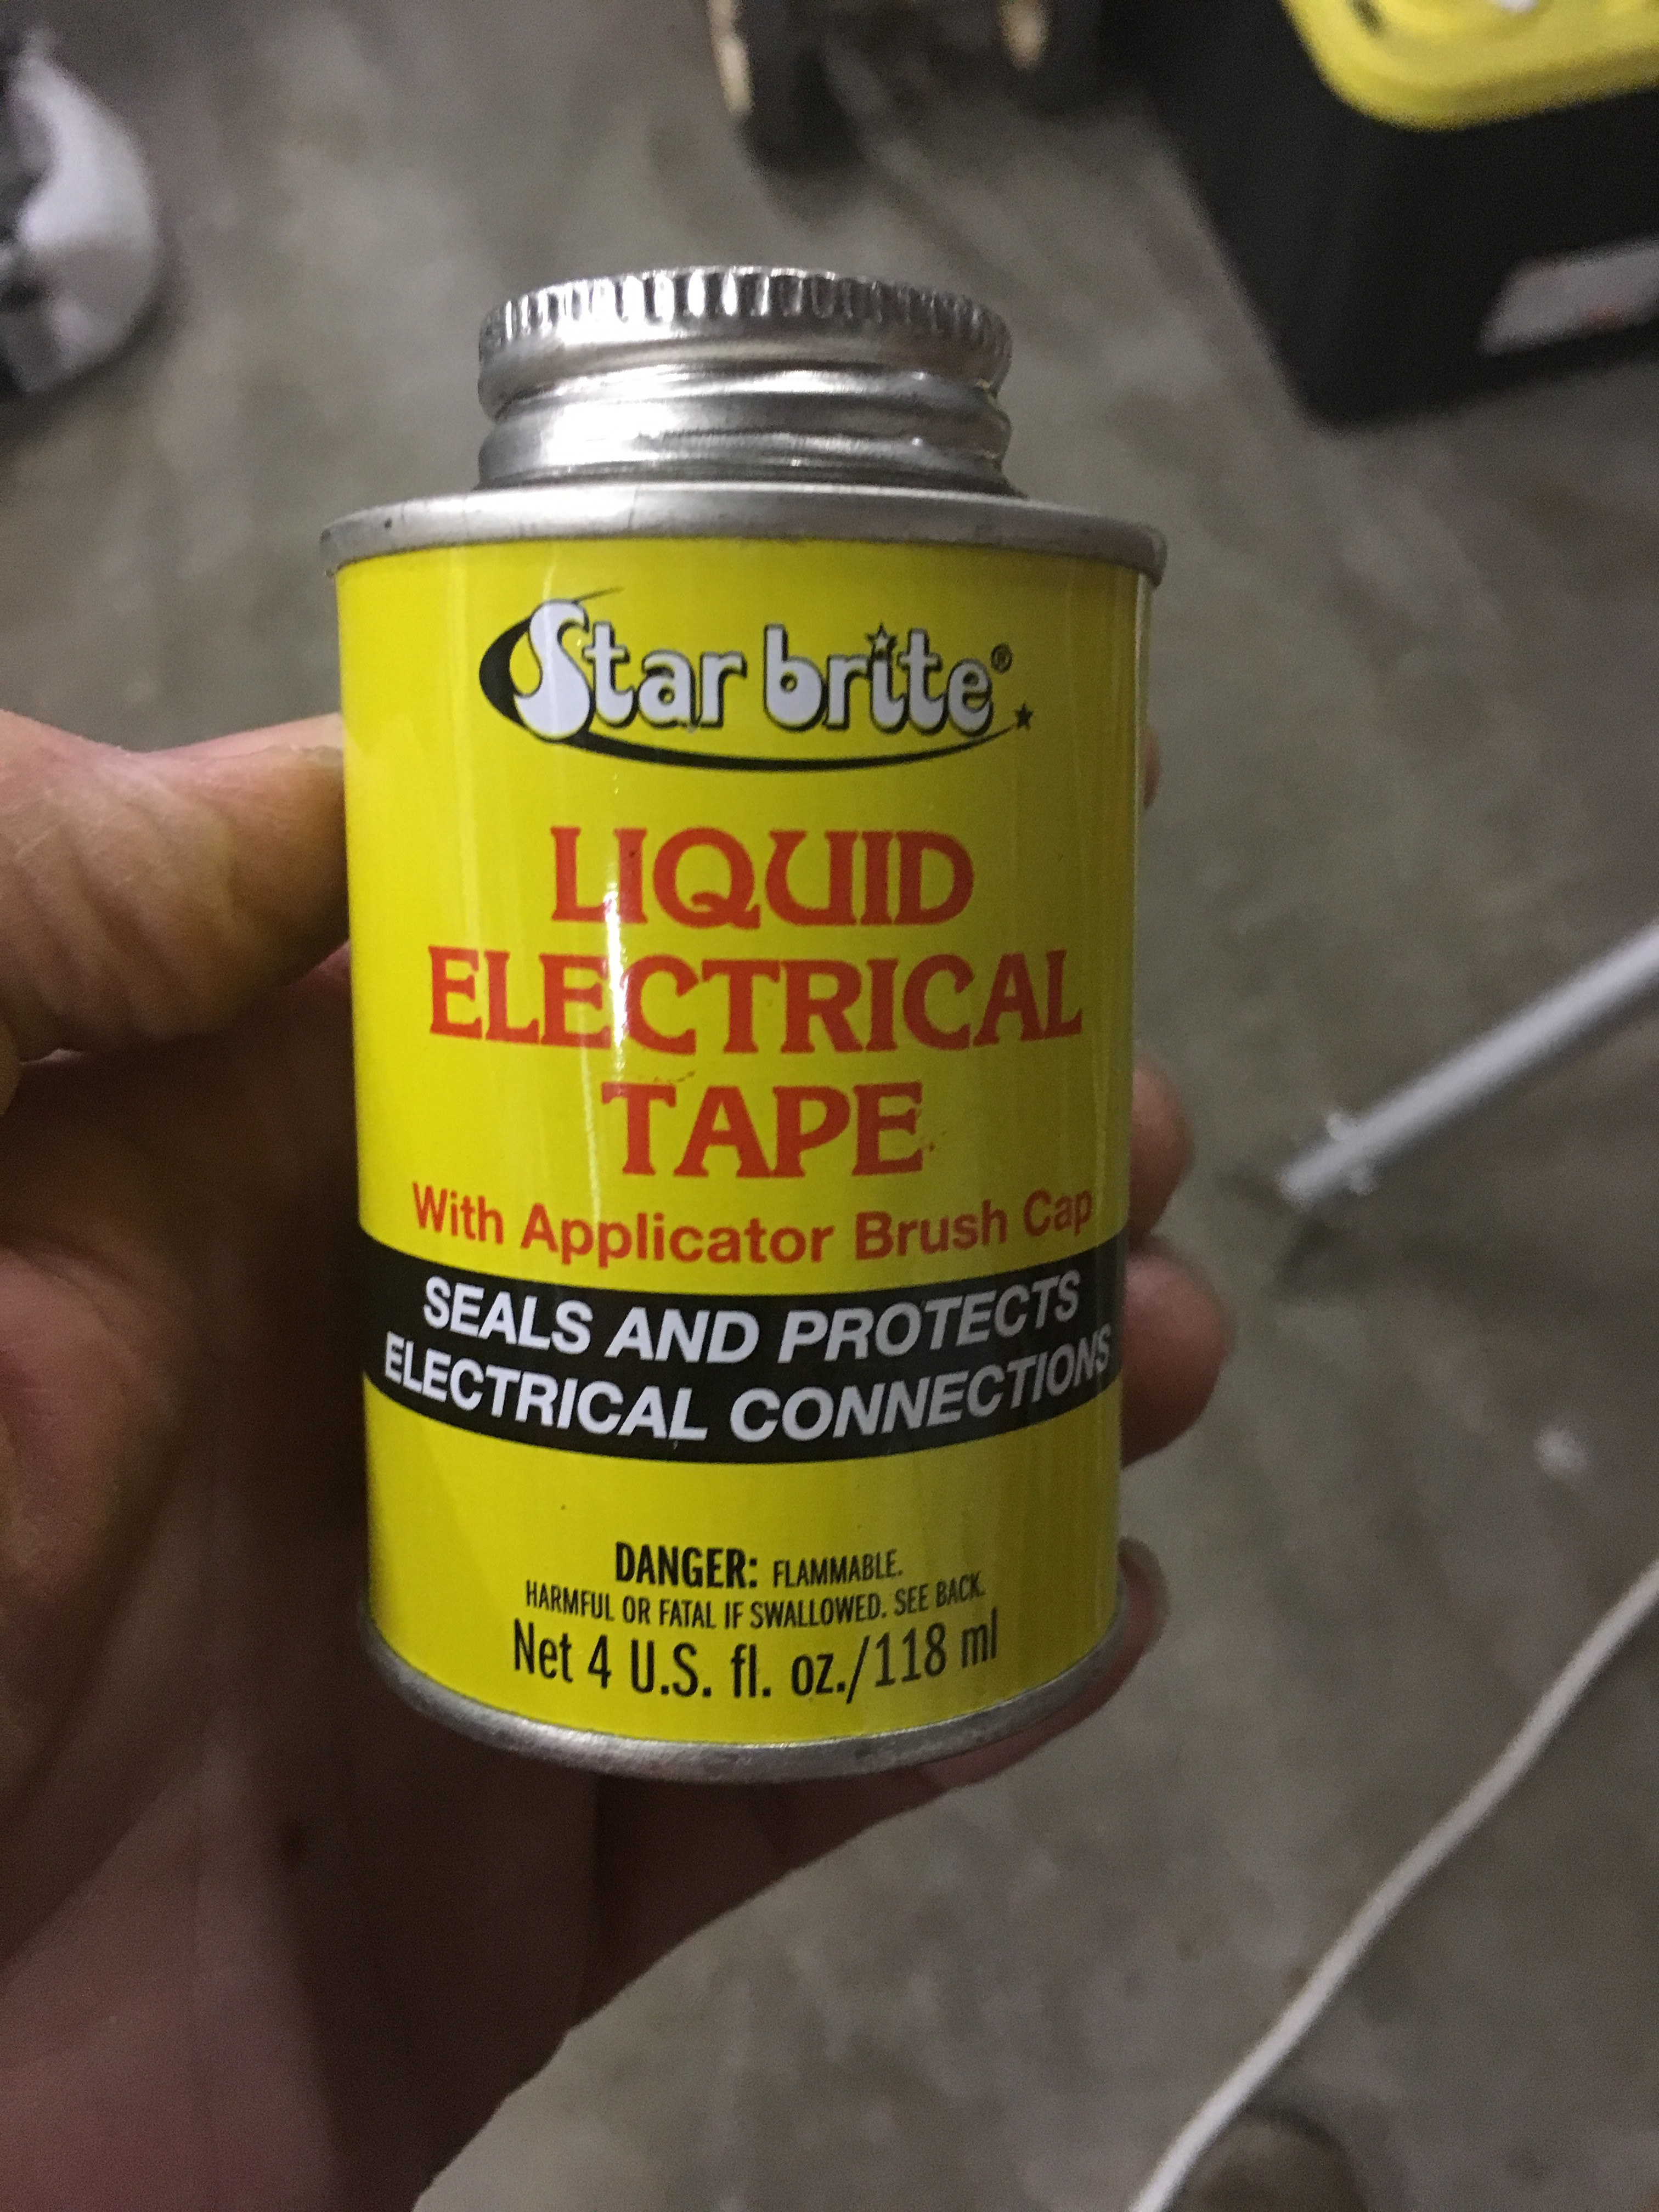 Star brite®
LIQUID
ELECTRICAL
TAPE
With Applicator Brush Cap
SEALS AND PROTECTS
ELECTRICAL CONNECTIONS
DANGER: FLAMMABLE.
HARMFUL OR FATAL IF SWALLOWED. SEE BACK.
Net 4 U.S. fl. oz./118 ml